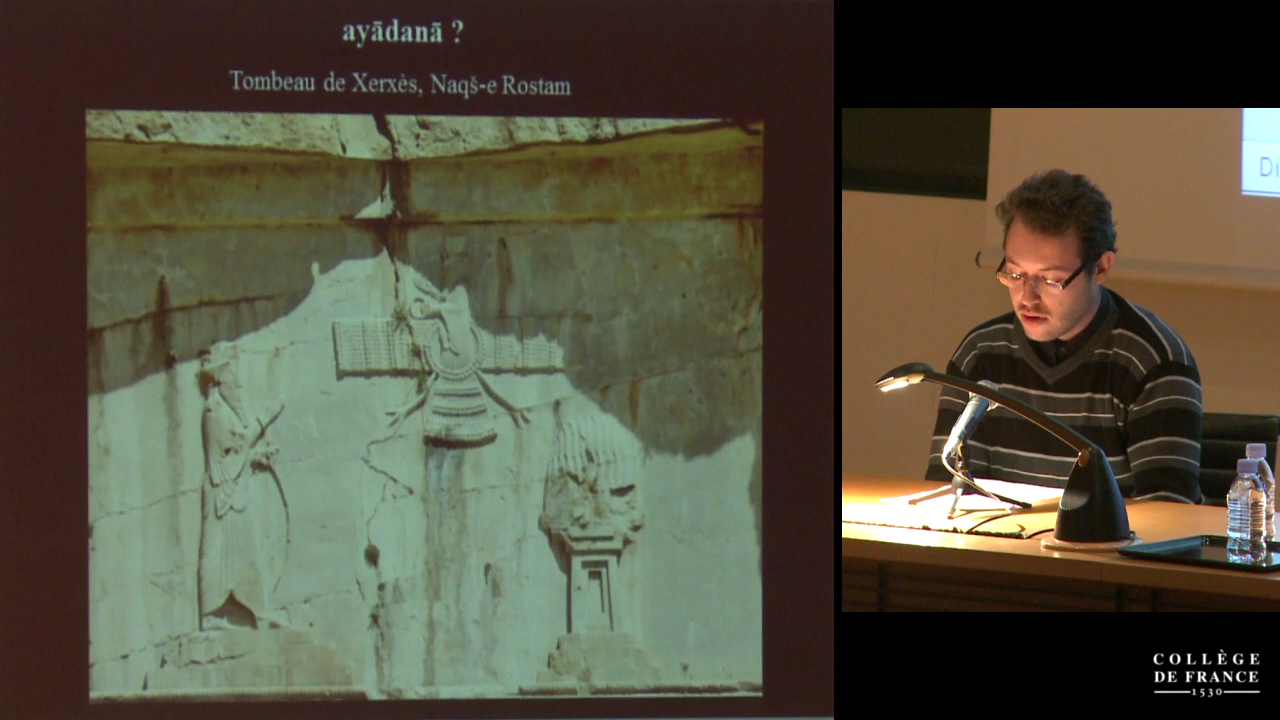 ayādanā ?
Tombeau de Xerxès, Naqš-e Rostam
COLLÈGE
DE FRANCE
1530